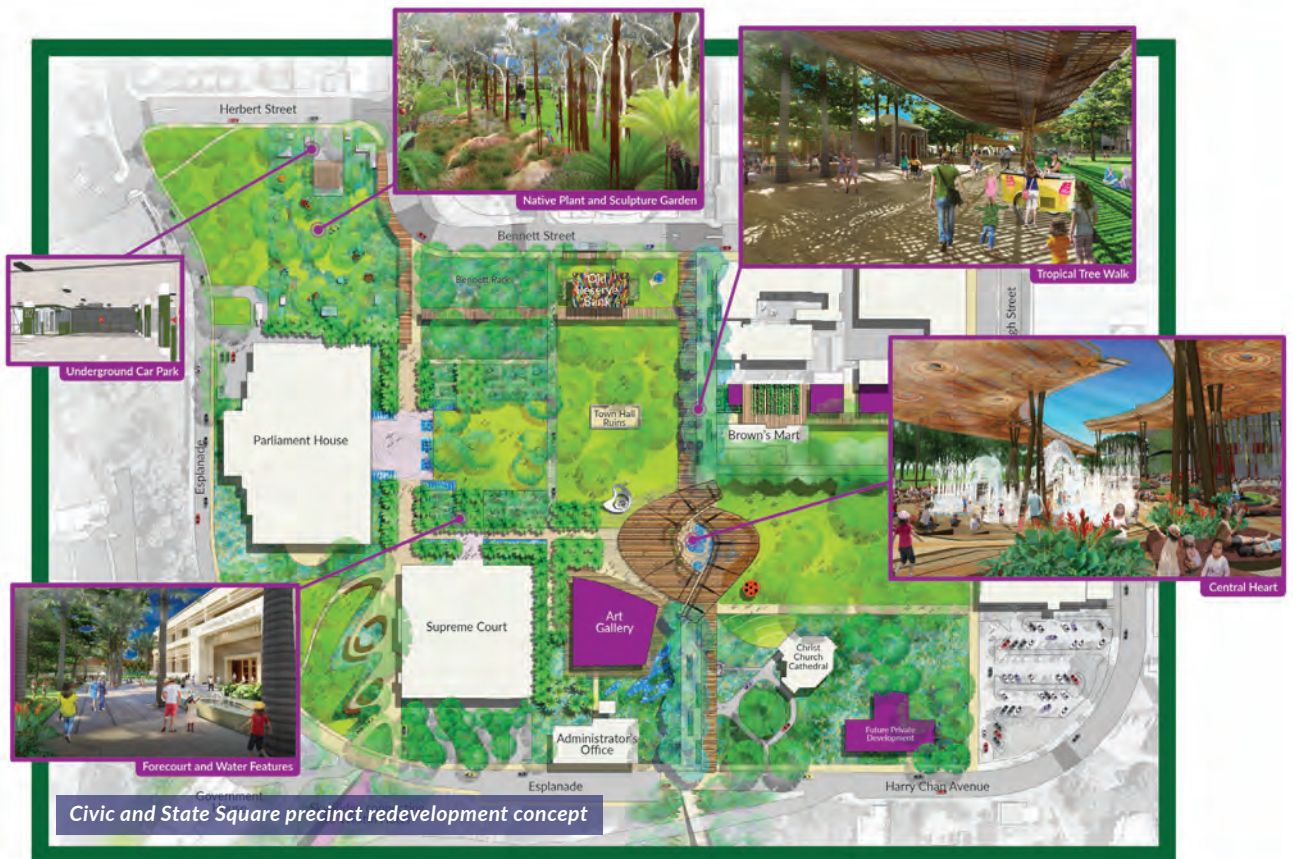 Herbert Street
Native Plant and Sculpture Garden
Bennett Street
Tropical Tree Walk
Underground Car Park
Bennett Park
Old
Reserve
Bank
gh Street
Parliament House
Town Hall
Ruins
Brown's Mart
Esplanade
Central Heart
Supreme Court
Art
Gallery
Christ
Church
Cathedral
Future Private
Development
Administrator's
Office
Forecourt and Water Features
Esplanade
Harry Chan Avenue
Government
Civic and State Square precinct redevelopment concept